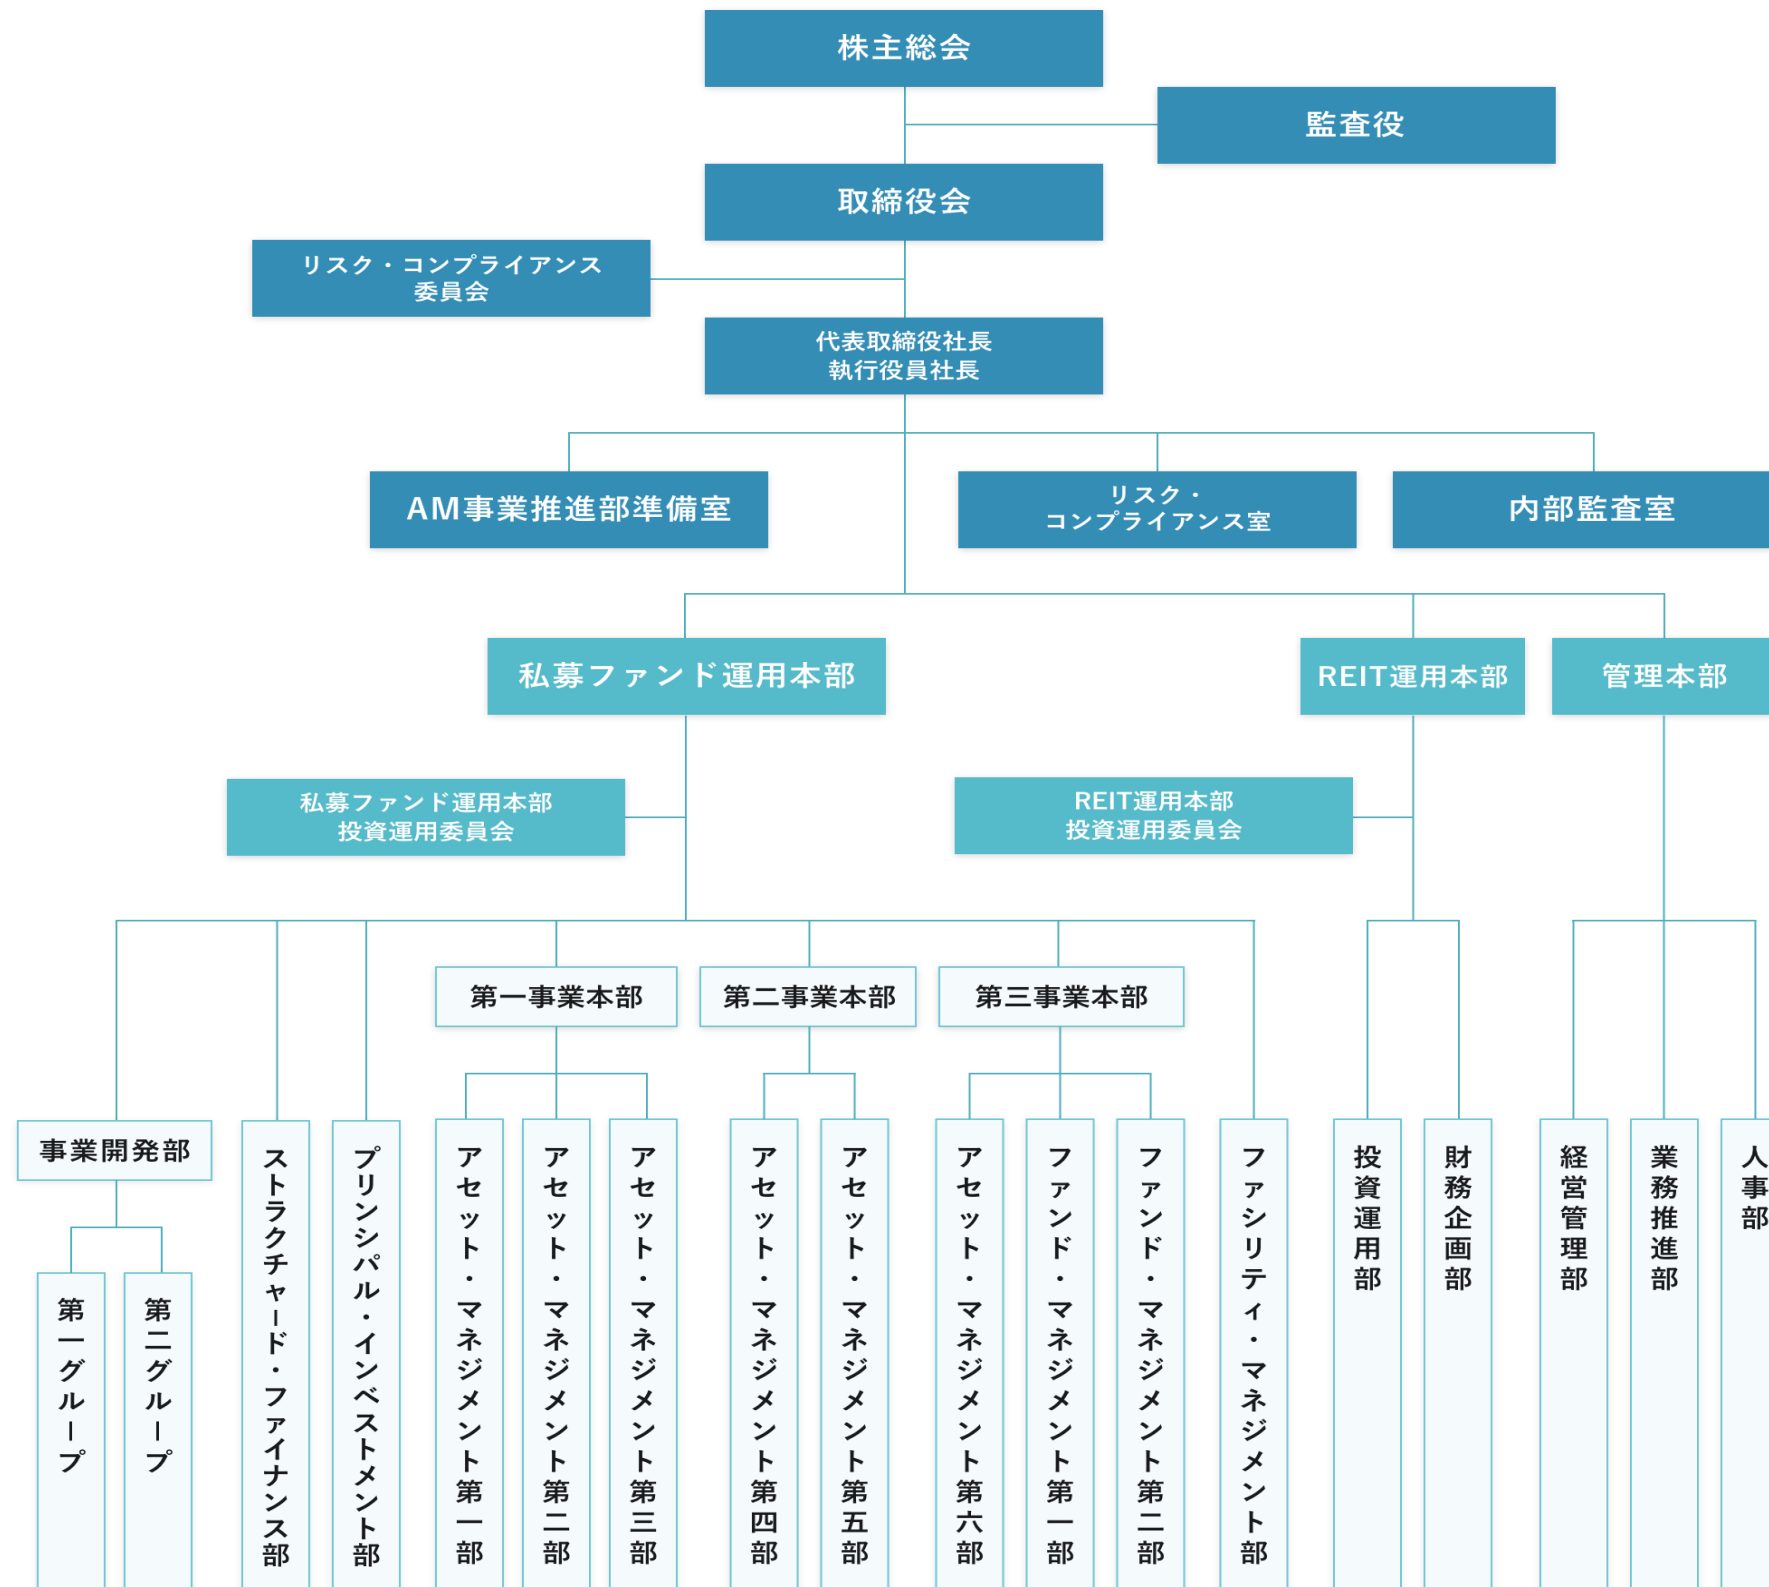 株主総会
監査役
取締役会
リスク・コンプライアンス
委員会
代表取締役社長
執行役員社長
AM事業推進部準備室
リスク・
コンプライアンス室
内部監査室
私募ファンド運用本部
REIT運用本部
管理本部
私募ファンド運用本部
投資運用委員会
REIT運用本部
投資運用委員会
第一事業本部
第二事業本部
第三事業本部
事業開発部
第一グループ
第二グループ
ストラクチャード・ファイナンス部
プリンシパル・インベストメント部
アセット・マネジメント第一部
アセット・マネジメント第二部
アセット・マネジメント第三部
アセット・マネジメント第四部
アセット・マネジメント第五部
アセット・マネジメント第六部
ファンド・マネジメント第一部
ファンド・マネジメント第二部
ファシリティ・マネジメント部
投資運用部
財務企画部
経営管理部
業務推進部
人事部